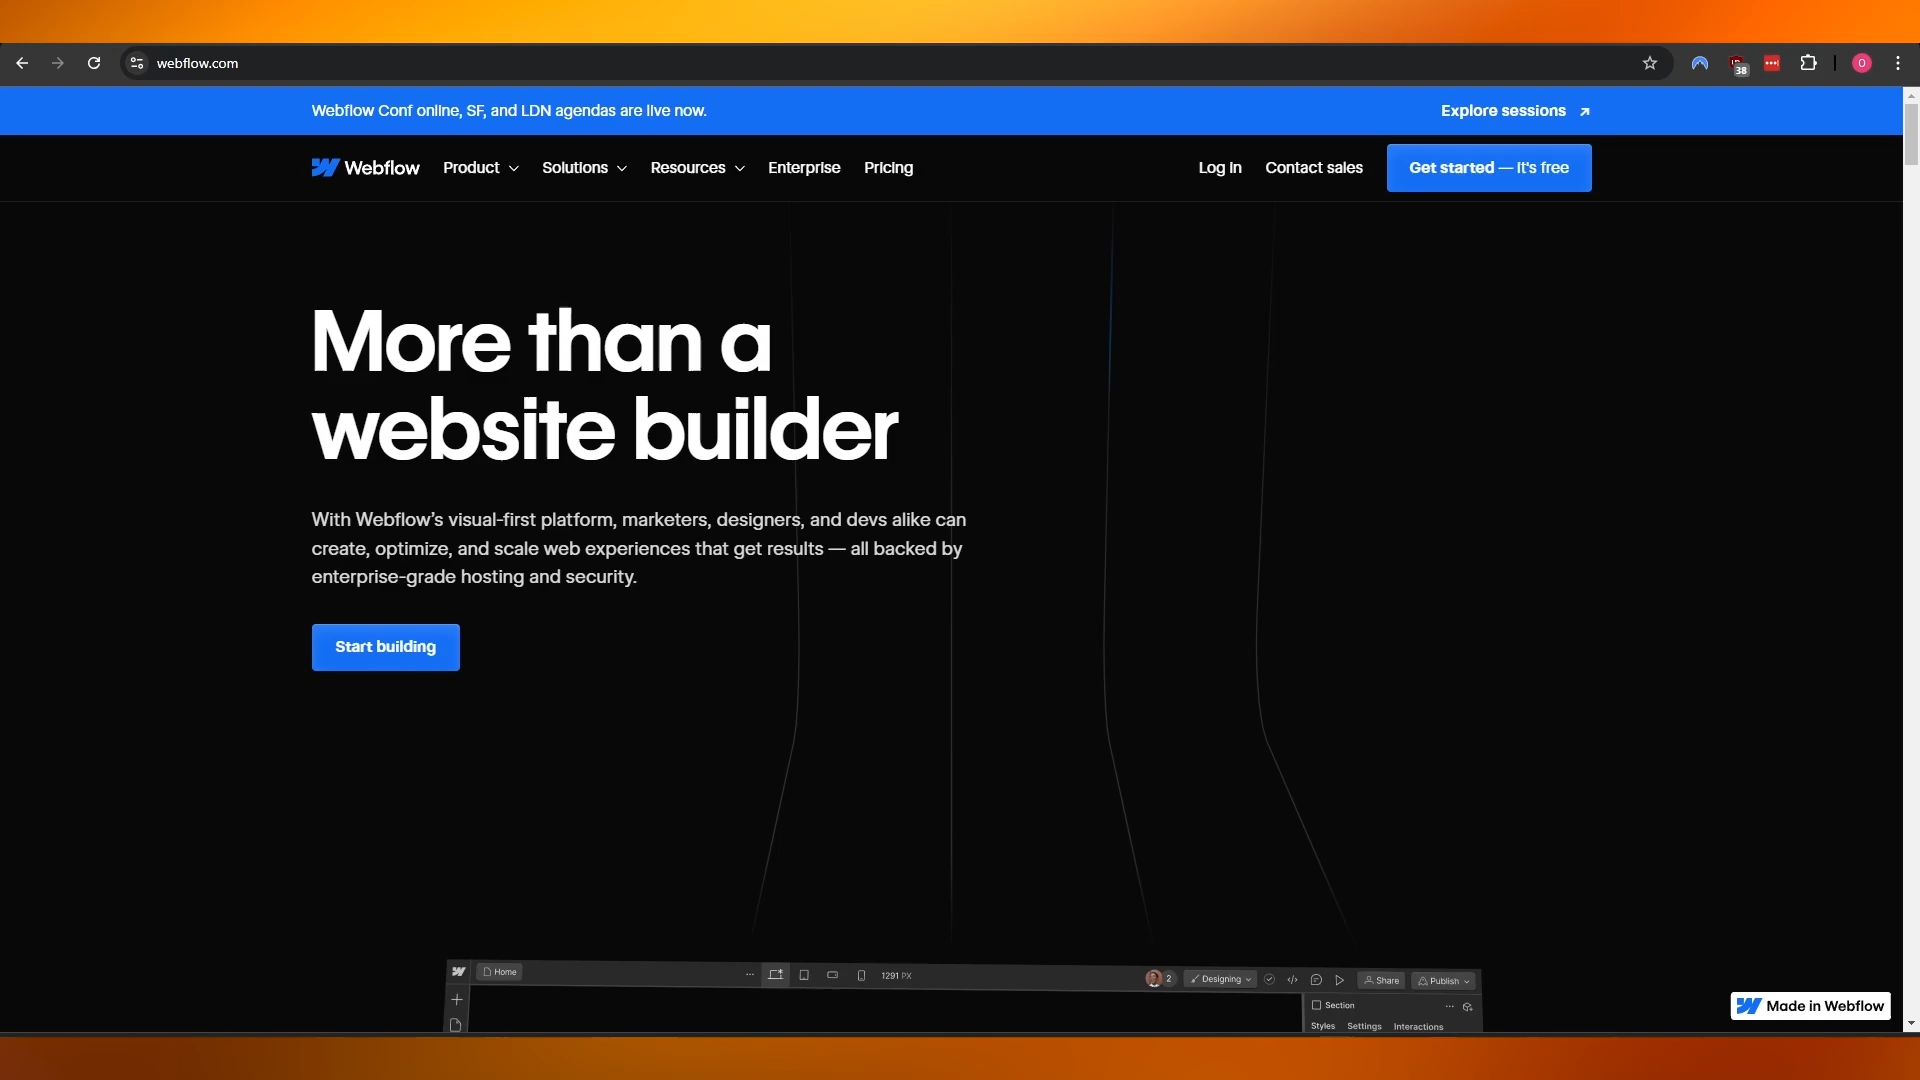 webflow.com
38
O
Webflow Conf online, SF, and LDN agendas are live now.
Explore sessions
Webflow
Product
Solutions
Resources
Enterprise
Pricing
Log in
Contact sales
Get started — it's free
More than a
website builder
With Webflow’s visual-first platform, marketers, designers, and devs alike can
create, optimize, and scale web experiences that get results — all backed by
enterprise-grade hosting and security.
Start building
Home
1291 PX
2
Designing
Share
Publish
Section
Styles
Settings
Interactions
Made in Webflow